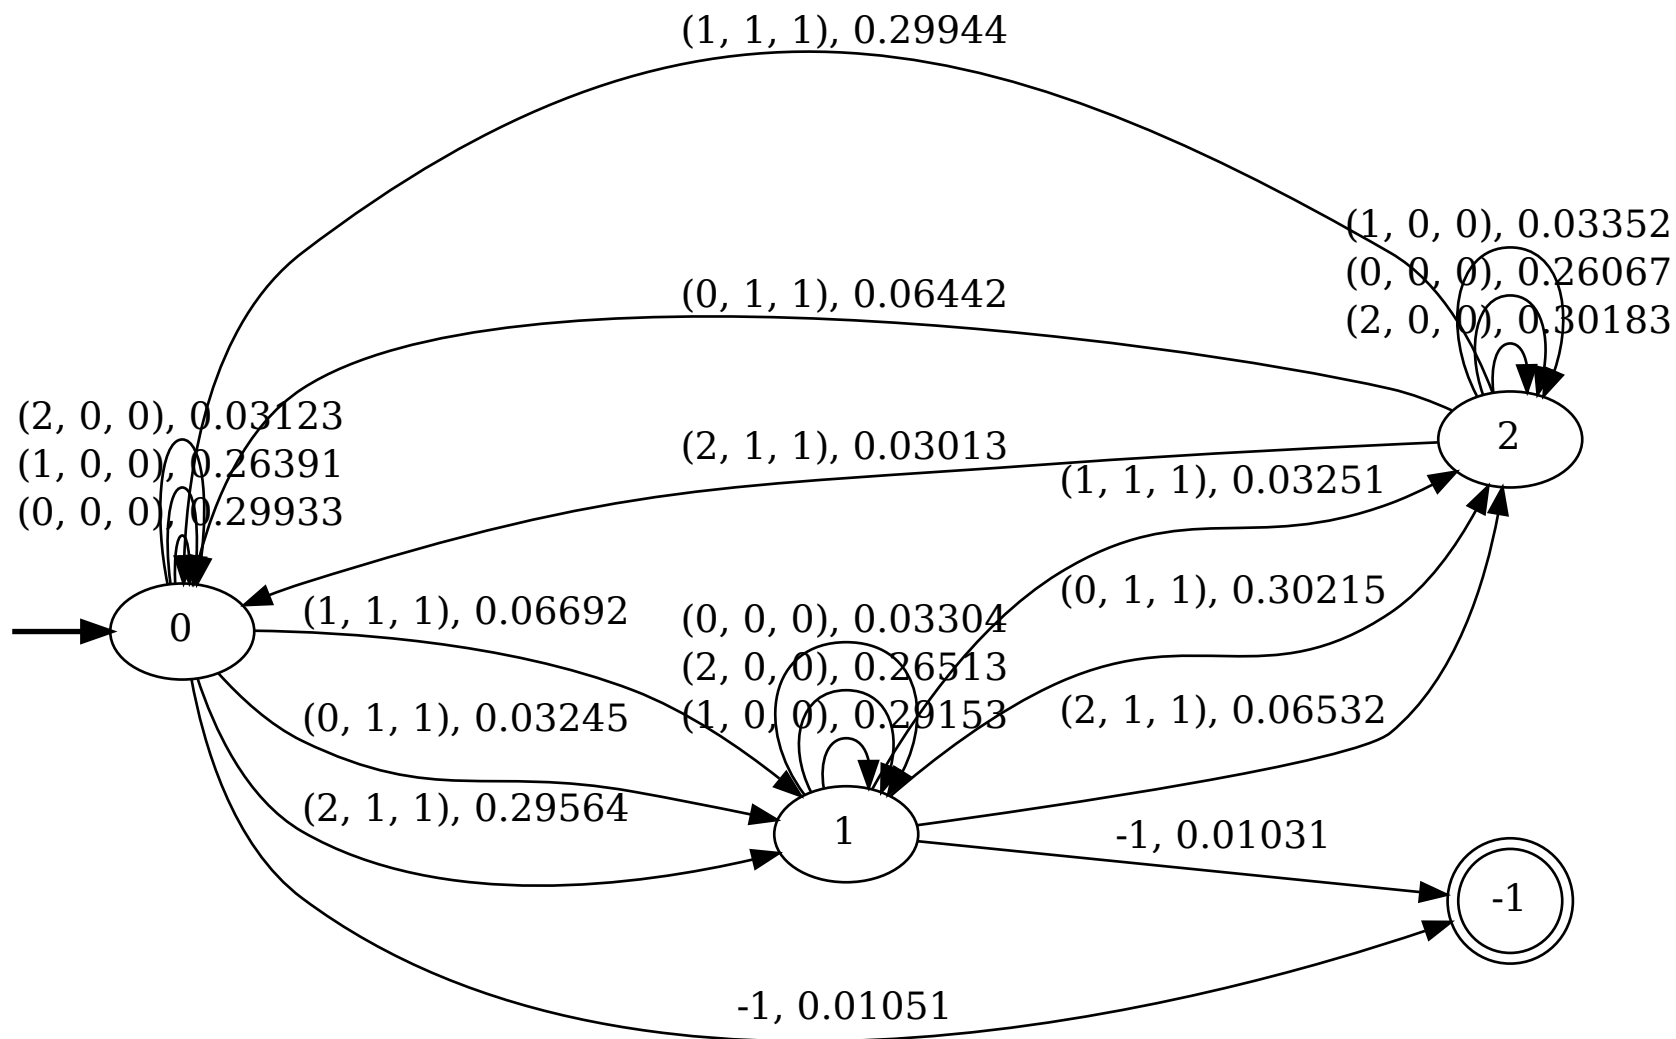 (1, 1, 1), 0.29944
(1, 0, 0), 0.03352
(0, 0, 0), 0.26067
(2, 0, 0), 0.30183
(0, 1, 1), 0.06442
(2, 0, 0), 0.03123
(1, 0, 0), 0.26391
(0, 0, 0), 0.29933
(2, 1, 1), 0.03013
2
(1, 1, 1), 0.03251
(0, 1, 1), 0.30215
(2, 1, 1), 0.06532
0
(1, 1, 1), 0.06692
(0, 0, 0), 0.03304
(2, 0, 0), 0.26513
(1, 0, 0), 0.29153
(0, 1, 1), 0.03245
(2, 1, 1), 0.29564
1
-1, 0.01031
-1
-1, 0.01051